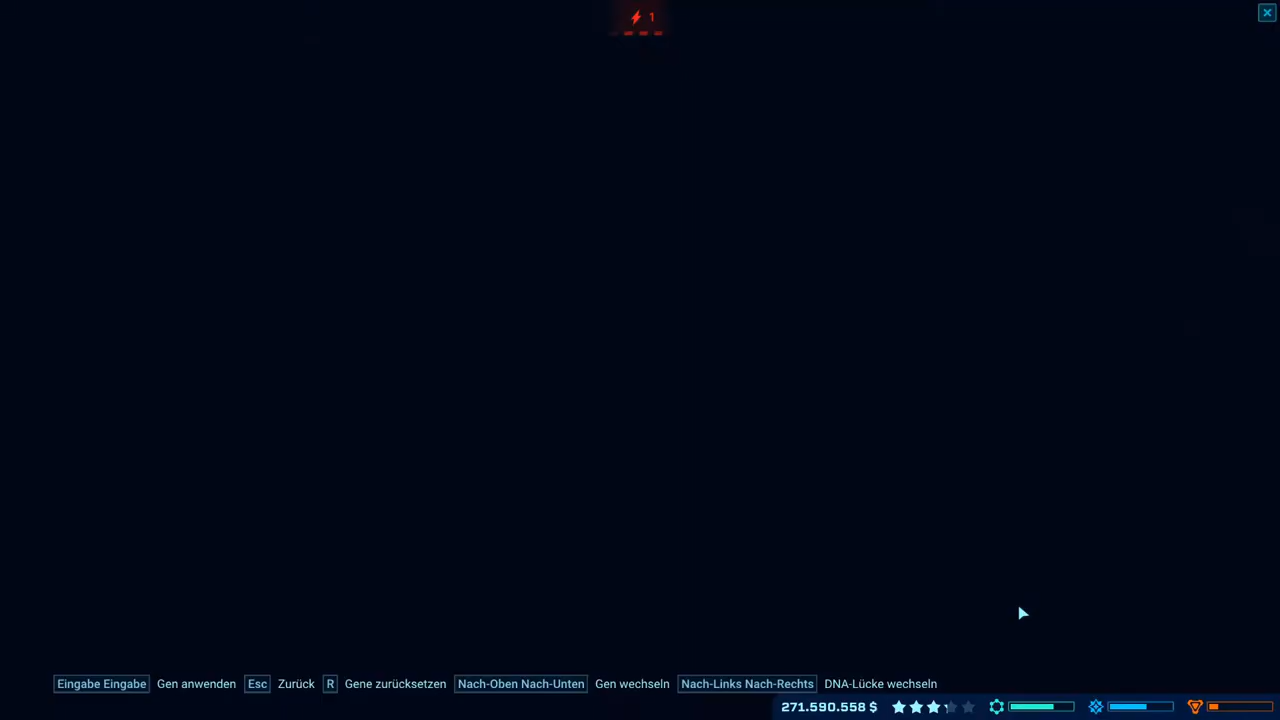 1
Eingabe Eingabe Gen anwenden Esc Zurück R Gene zurücksetzen Nach-Oben Nach-Unten Gen wechseln Nach-Links Nach-Rechts DNA-Lücke wechseln
271.590.558 $